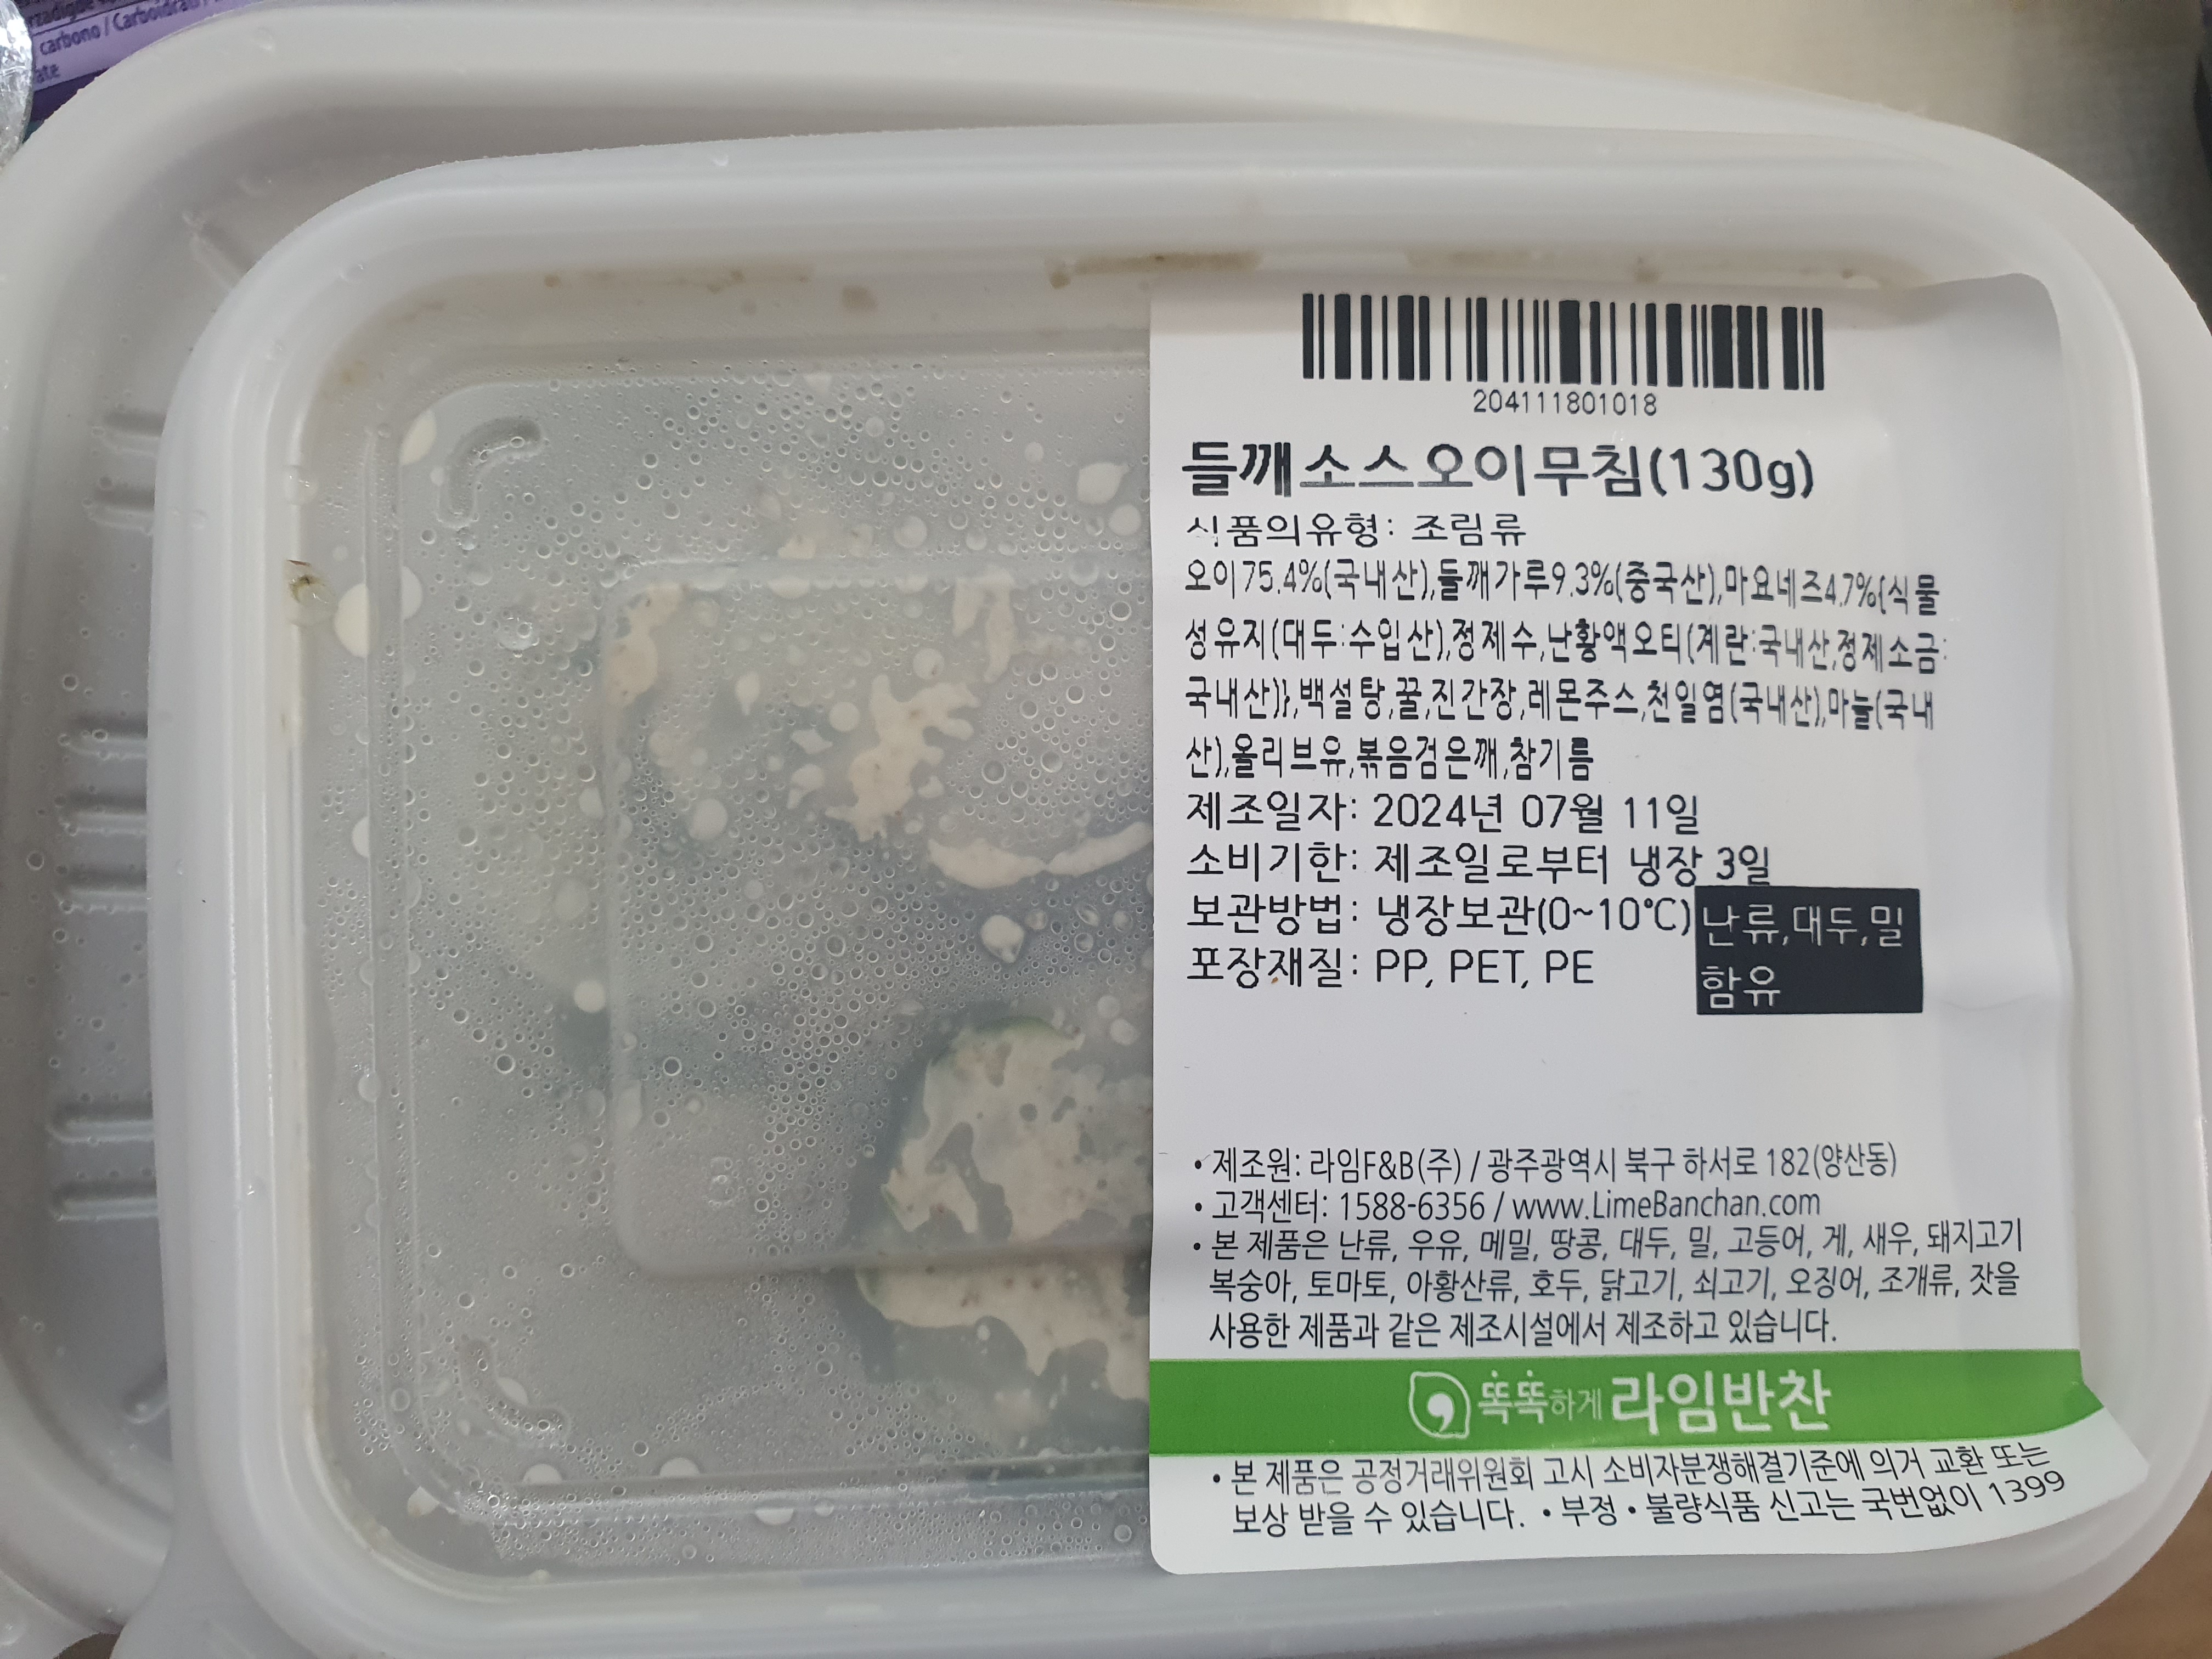 carbono / Carboidrati
204111801018
들깨소스오이무침(130g)
식품의유형: 조림류
오이75.4%(국내산),들깨가루9.3%(중국산),마요네즈4.7%{식물
성유지(대두:수입산),정제수,난황액오티(계란:국내산,정제소금:
국내산)},백설탕,꿀,진간장,레몬주스,천일염(국내산),마늘(국내
산),올리브유,볶음검은깨,참기름
제조일자: 2024년 07월 11일
소비기한: 제조일로부터 냉장 3일
보관방법: 냉장보관(0~10℃)
난류,대두,밀
함유
포장재질: PP, PET, PE
• 제조원: 라임F&B(주) / 광주광역시 북구 하서로 182(양산동)
• 고객센터: 1588-6356 / www.LimeBanchan.com
• 본 제품은 난류, 우유, 메밀, 땅콩, 대두, 밀, 고등어, 게, 새우, 돼지고기
복숭아, 토마토, 아황산류, 호두, 닭고기, 쇠고기, 오징어, 조개류, 잣을
사용한 제품과 같은 제조시설에서 제조하고 있습니다.
똑똑하게 라임반찬
• 본 제품은 공정거래위원회 고시 소비자분쟁해결기준에 의거 교환 또는
보상 받을 수 있습니다. • 부정 • 불량식품 신고는 국번없이 1399